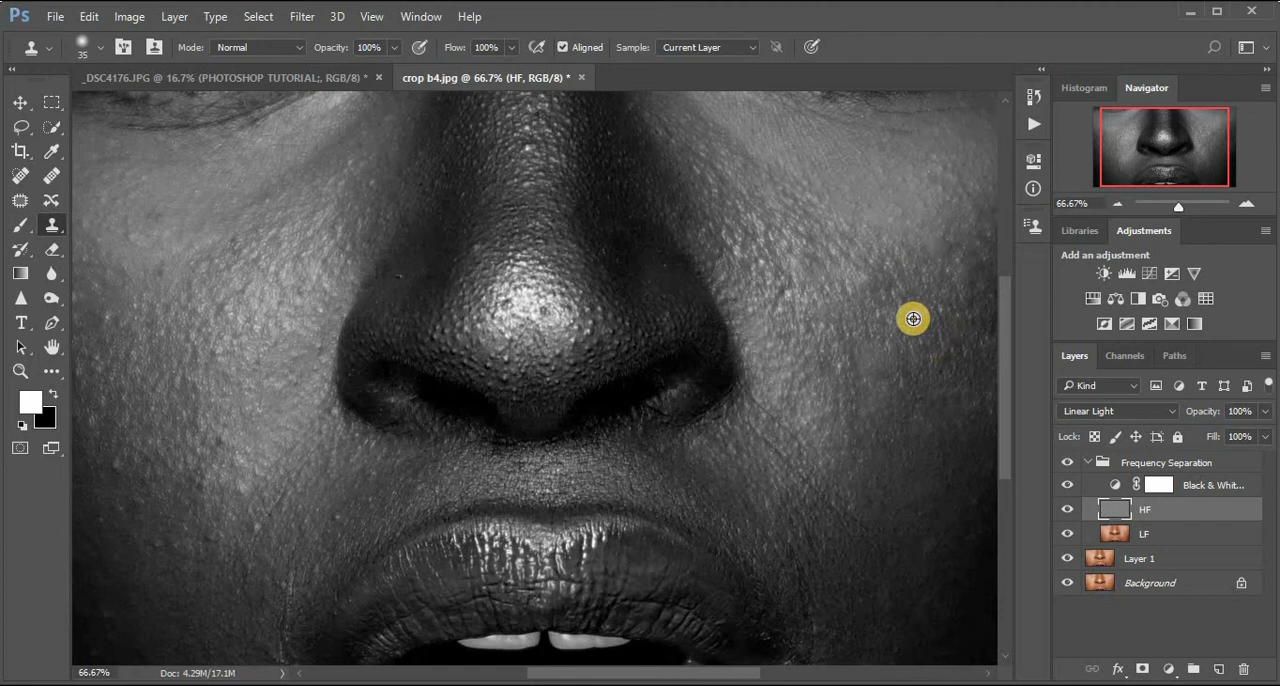 Ps File Edit Image Layer Type Select Filter 3D View Window Help
35 Mode: Normal Opacity: 100% Flow: 100% Aligned Sample: Current Layer
_DSC4176.JPG @ 16.7% (PHOTOSHOP TUTORIAL;, RGB/8) * × crop b4.jpg @ 66.7% (HF, RGB/8) * ×
Histogram Navigator
66.67%
Libraries Adjustments
Add an adjustment
Layers Channels Paths
Kind
Linear Light Opacity: 100%
Lock: Fill: 100%
Frequency Separation
Black & Whit...
HF
LF
Layer 1
Background
66.67% Doc: 4.29M/17.1M